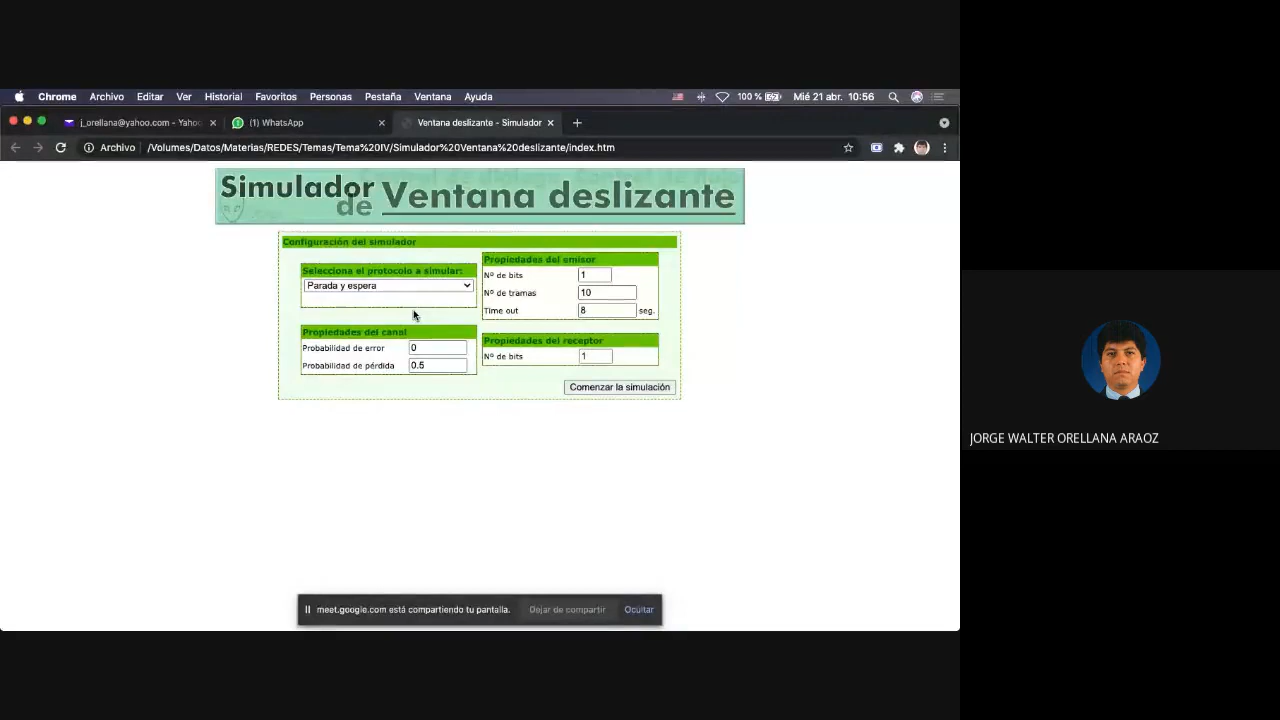 Chrome Archivo Editar Ver Historial Favoritos Personas Pestaña Ventana Ayuda 100 % Mié 21 abr. 10:56
j_orellana@yahoo.com - Yahoo (1) WhatsApp Ventana deslizante - Simulador
Archivo /Volumes/Datos/Materias/REDES/Temas/Tema%20IV/Simulador%20Ventana%20deslizante/index.htm
Simulador de Ventana deslizante
Configuración del simulador
Selecciona el protocolo a simular:
Parada y espera
Propiedades del emisor
Nº de bits 1
Nº de tramas 10
Time out 8 seg.
Propiedades del canal
Probabilidad de error 0
Probabilidad de pérdida 0.5
Propiedades del receptor
Nº de bits 1
Comenzar la simulación
JORGE WALTER ORELLANA ARAOZ
meet.google.com está compartiendo tu pantalla. Dejar de compartir Ocultar